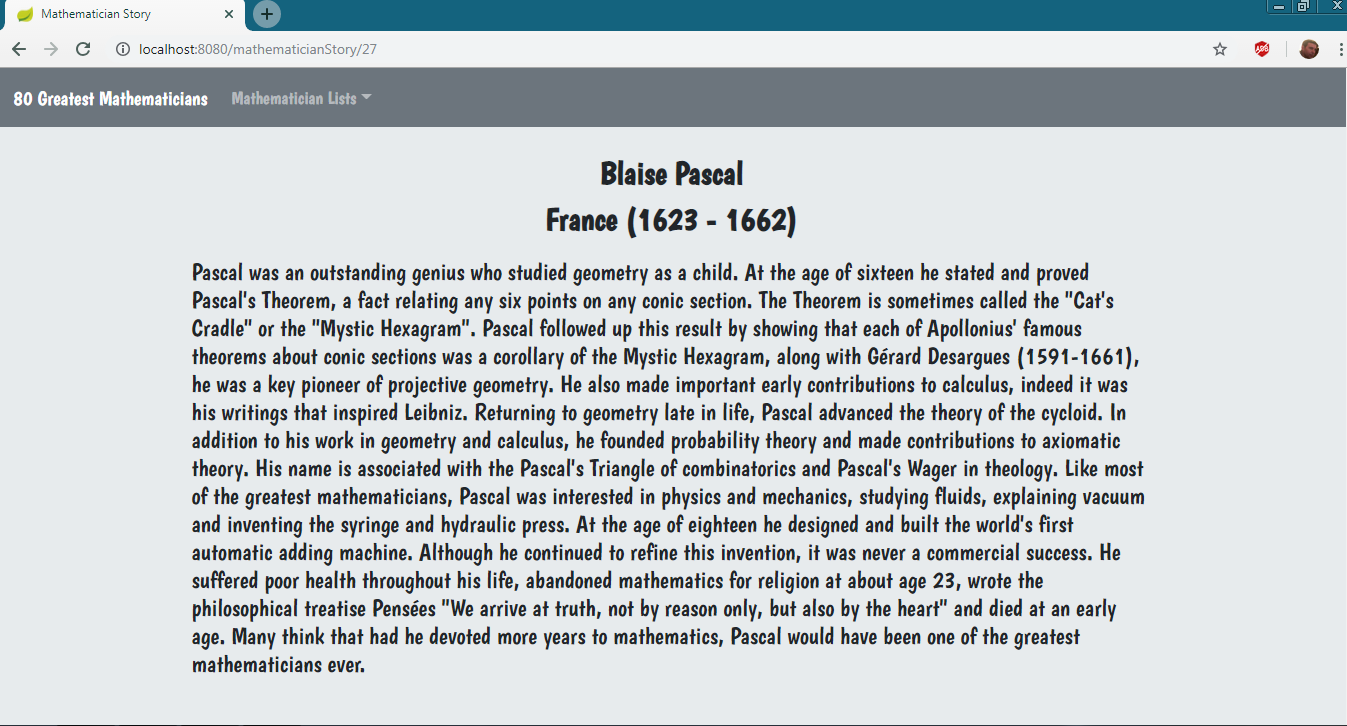 Mathematician Story
localhost:8080/mathematicianStory/27
ABP
80 Greatest Mathematicians Mathematician Lists
Blaise Pascal
France (1623 - 1662)
Pascal was an outstanding genius who studied geometry as a child. At the age of sixteen he stated and proved
Pascal's Theorem, a fact relating any six points on any conic section. The Theorem is sometimes called the "Cat's
Cradle" or the "Mystic Hexagram". Pascal followed up this result by showing that each of Apollonius' famous
theorems about conic sections was a corollary of the Mystic Hexagram, along with Gérard Desargues (1591-1661),
he was a key pioneer of projective geometry. He also made important early contributions to calculus, indeed it was
his writings that inspired Leibniz. Returning to geometry late in life, Pascal advanced the theory of the cycloid. In
addition to his work in geometry and calculus, he founded probability theory and made contributions to axiomatic
theory. His name is associated with the Pascal's Triangle of combinatorics and Pascal's Wager in theology. Like most
of the greatest mathematicians, Pascal was interested in physics and mechanics, studying fluids, explaining vacuum
and inventing the syringe and hydraulic press. At the age of eighteen he designed and built the world's first
automatic adding machine. Although he continued to refine this invention, it was never a commercial success. He
suffered poor health throughout his life, abandoned mathematics for religion at about age 23, wrote the
philosophical treatise Pensées "We arrive at truth, not by reason only, but also by the heart" and died at an early
age. Many think that had he devoted more years to mathematics, Pascal would have been one of the greatest
mathematicians ever.